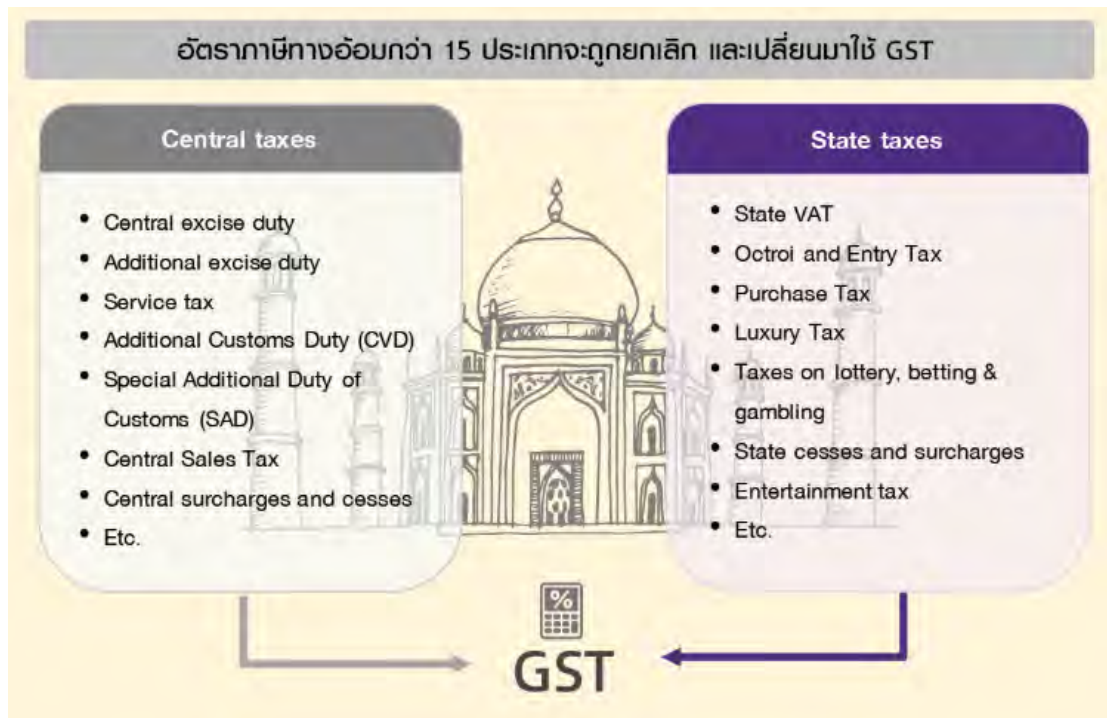 อัตราภาษีทางอ้อมกว่า 15 ประเภทจะถูกยกเลิก และเปลี่ยนมาใช้ GST
Central taxes
• Central excise duty
• Additional excise duty
• Service tax
• Additional Customs Duty (CVD)
• Special Additional Duty of
Customs (SAD)
• Central Sales Tax
• Central surcharges and cesses
• Etc.
State taxes
• State VAT
• Octroi and Entry Tax
• Purchase Tax
• Luxury Tax
• Taxes on lottery, betting &
gambling
• State cesses and surcharges
• Entertainment tax
• Etc.
%
GST